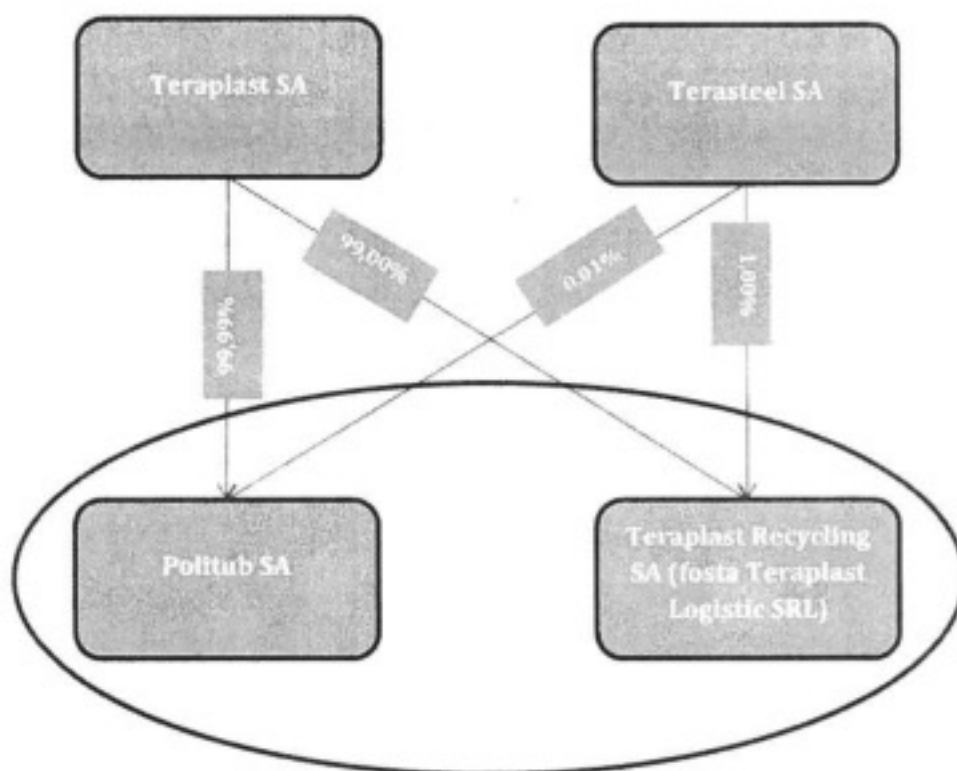 Teraplast SA
Terasteel SA
99,99%
99,00%
0,01%
1,00%
Politub SA
Teraplast Recycling
SA (fosta Teraplast
Logistic SRL)